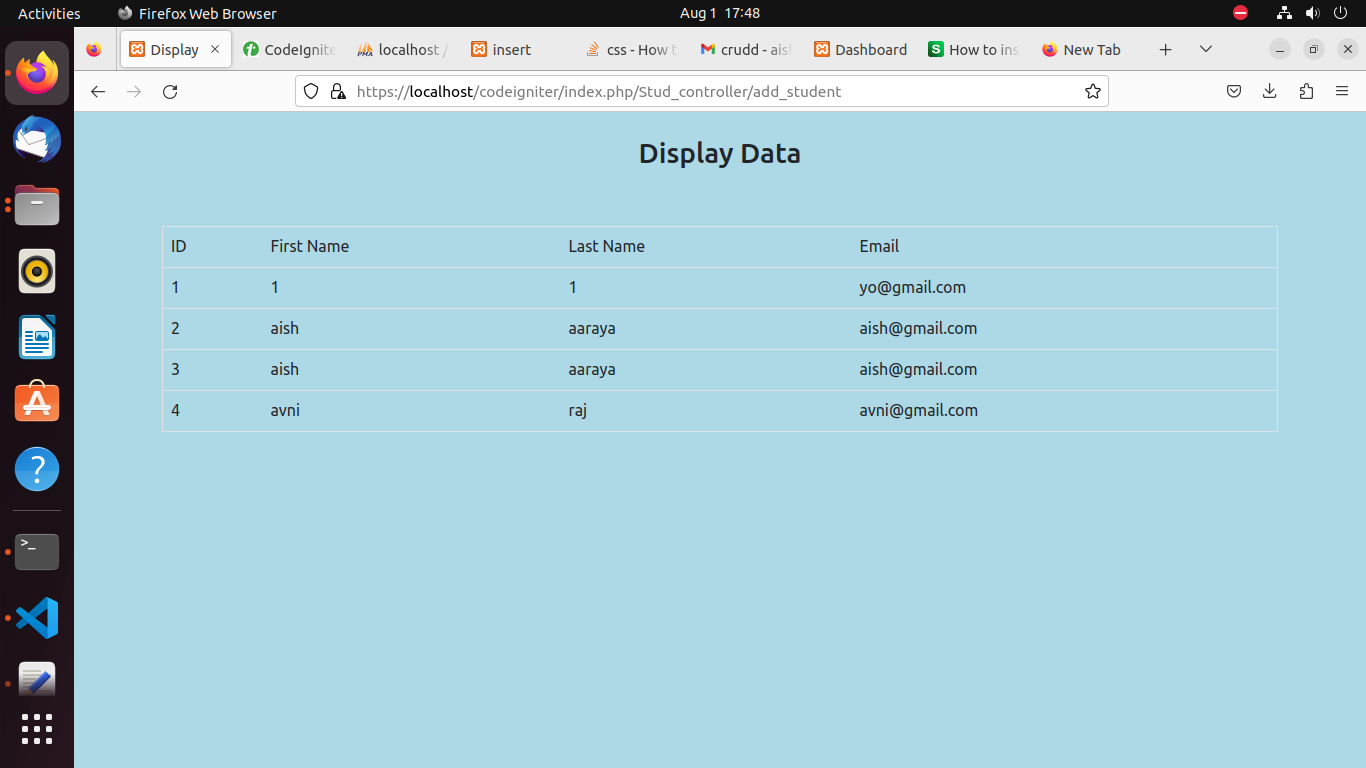 Activities Firefox Web Browser Aug 1 17:48
Display CodeIgnite localhost / insert css - How t crudd - aish Dashboard How to ins New Tab
https://localhost/codeigniter/index.php/Stud_controller/add_student
Display Data
ID First Name Last Name Email
1 1 1 yo@gmail.com
2 aish aaraya aish@gmail.com
3 aish aaraya aish@gmail.com
4 avni raj avni@gmail.com